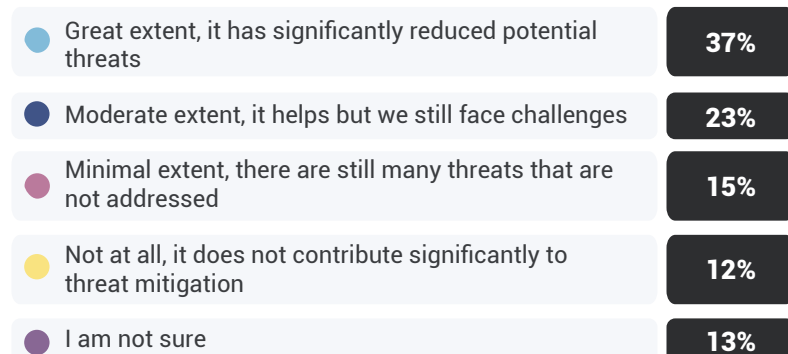 Great extent, it has significantly reduced potential
threats
37%
Moderate extent, it helps but we still face challenges
23%
Minimal extent, there are still many threats that are
not addressed
15%
Not at all, it does not contribute significantly to
threat mitigation
12%
I am not sure
13%